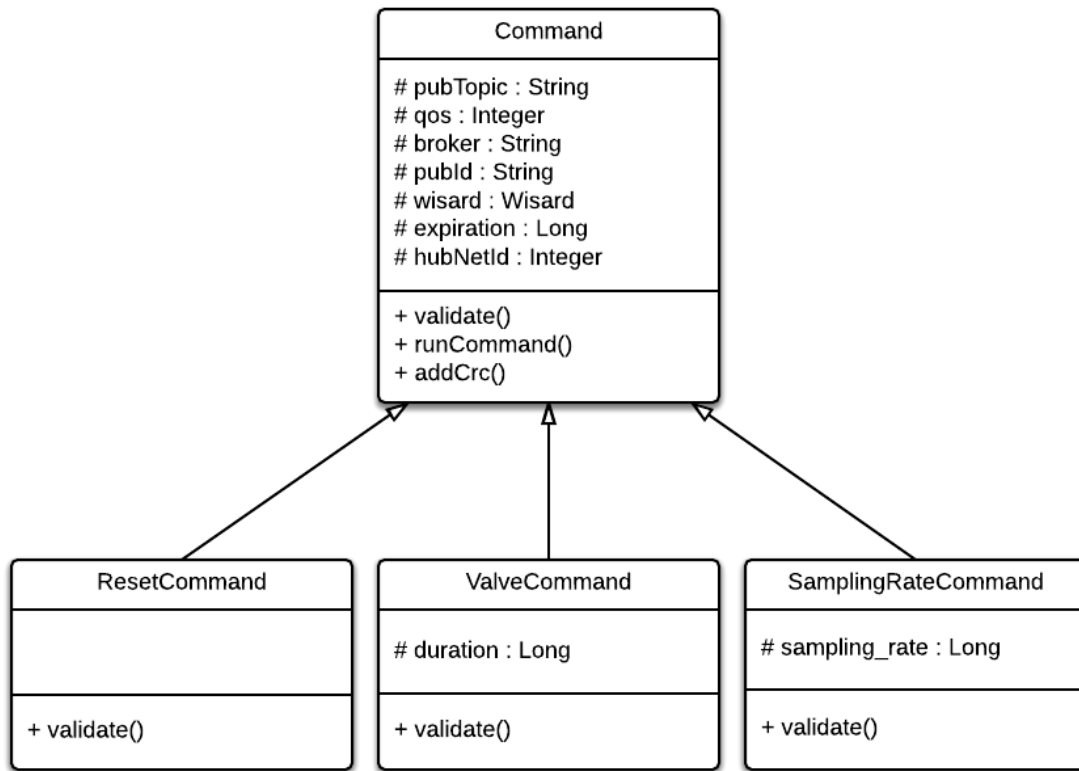 Command
# pubTopic : String
# qos : Integer
# broker : String
# pubId : String
# wisard : Wisard
# expiration : Long
# hubNetId : Integer
+ validate()
+ runCommand()
+ addCrc()
ResetCommand
+ validate()
ValveCommand
# duration : Long
+ validate()
SamplingRateCommand
# sampling_rate : Long
+ validate()